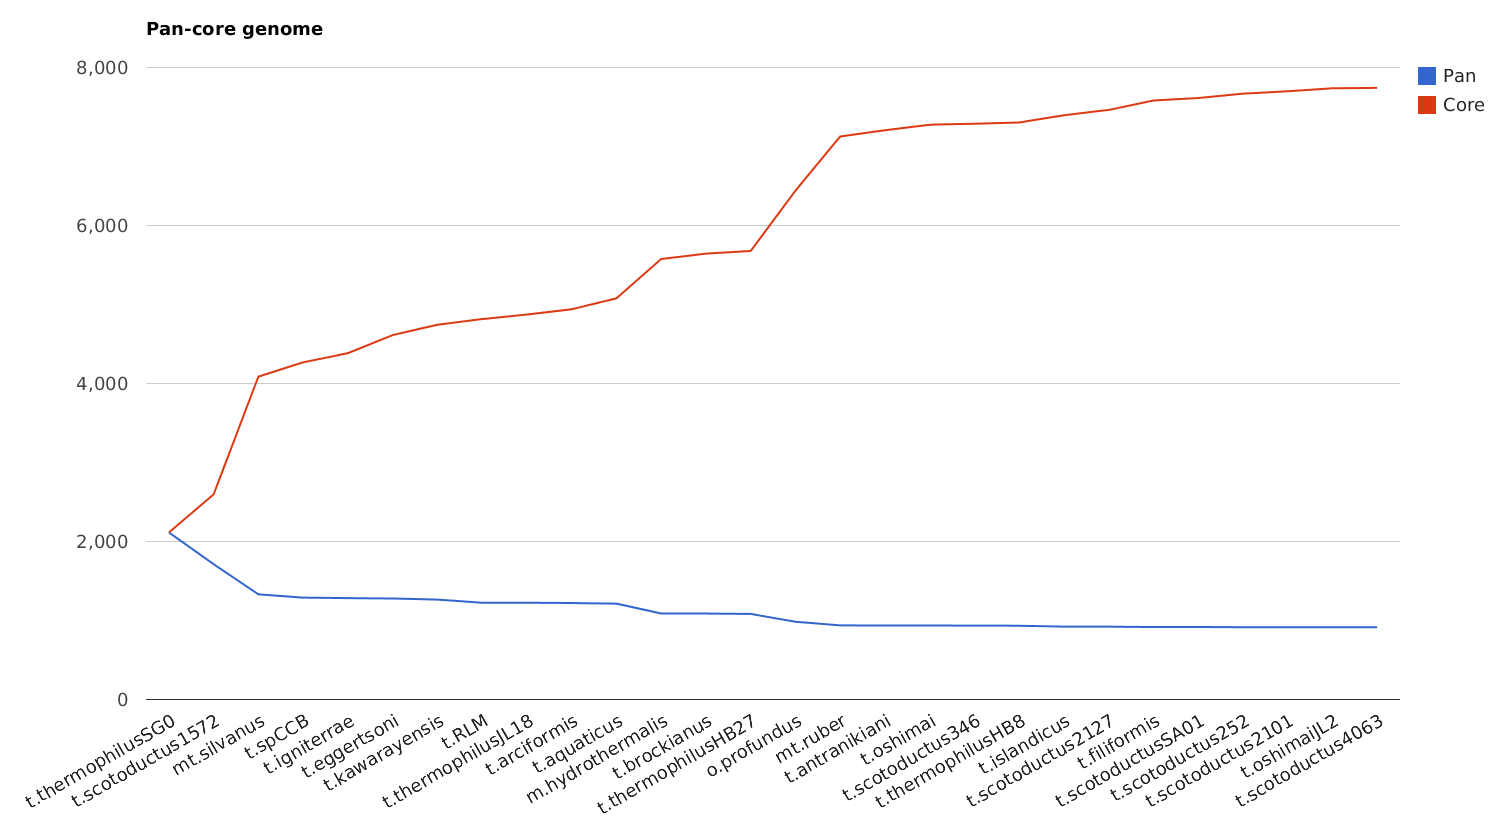 Pan-core genome
8,000
6,000
4,000
2,000
0
Pan
Core
t.thermophilusSG0
t.scotoductus1572
mt.silvanus
t.spCCB
t.igniterrae
t.eggertsoni
t.kawarayensis
t.RLM
t.thermophilusJL18
t.arciformis
t.aquaticus
m.hydrothermalis
t.brockianus
t.thermophilusHB27
o.profundus
mt.ruber
t.antranikiani
t.oshimai
t.scotoductus346
t.thermophilusHB8
t.islandicus
t.scotoductus2127
t.filiformis
t.scotoductusSA01
t.scotoductus252
t.scotoductus2101
t.oshimaiJL2
t.scotoductus4063